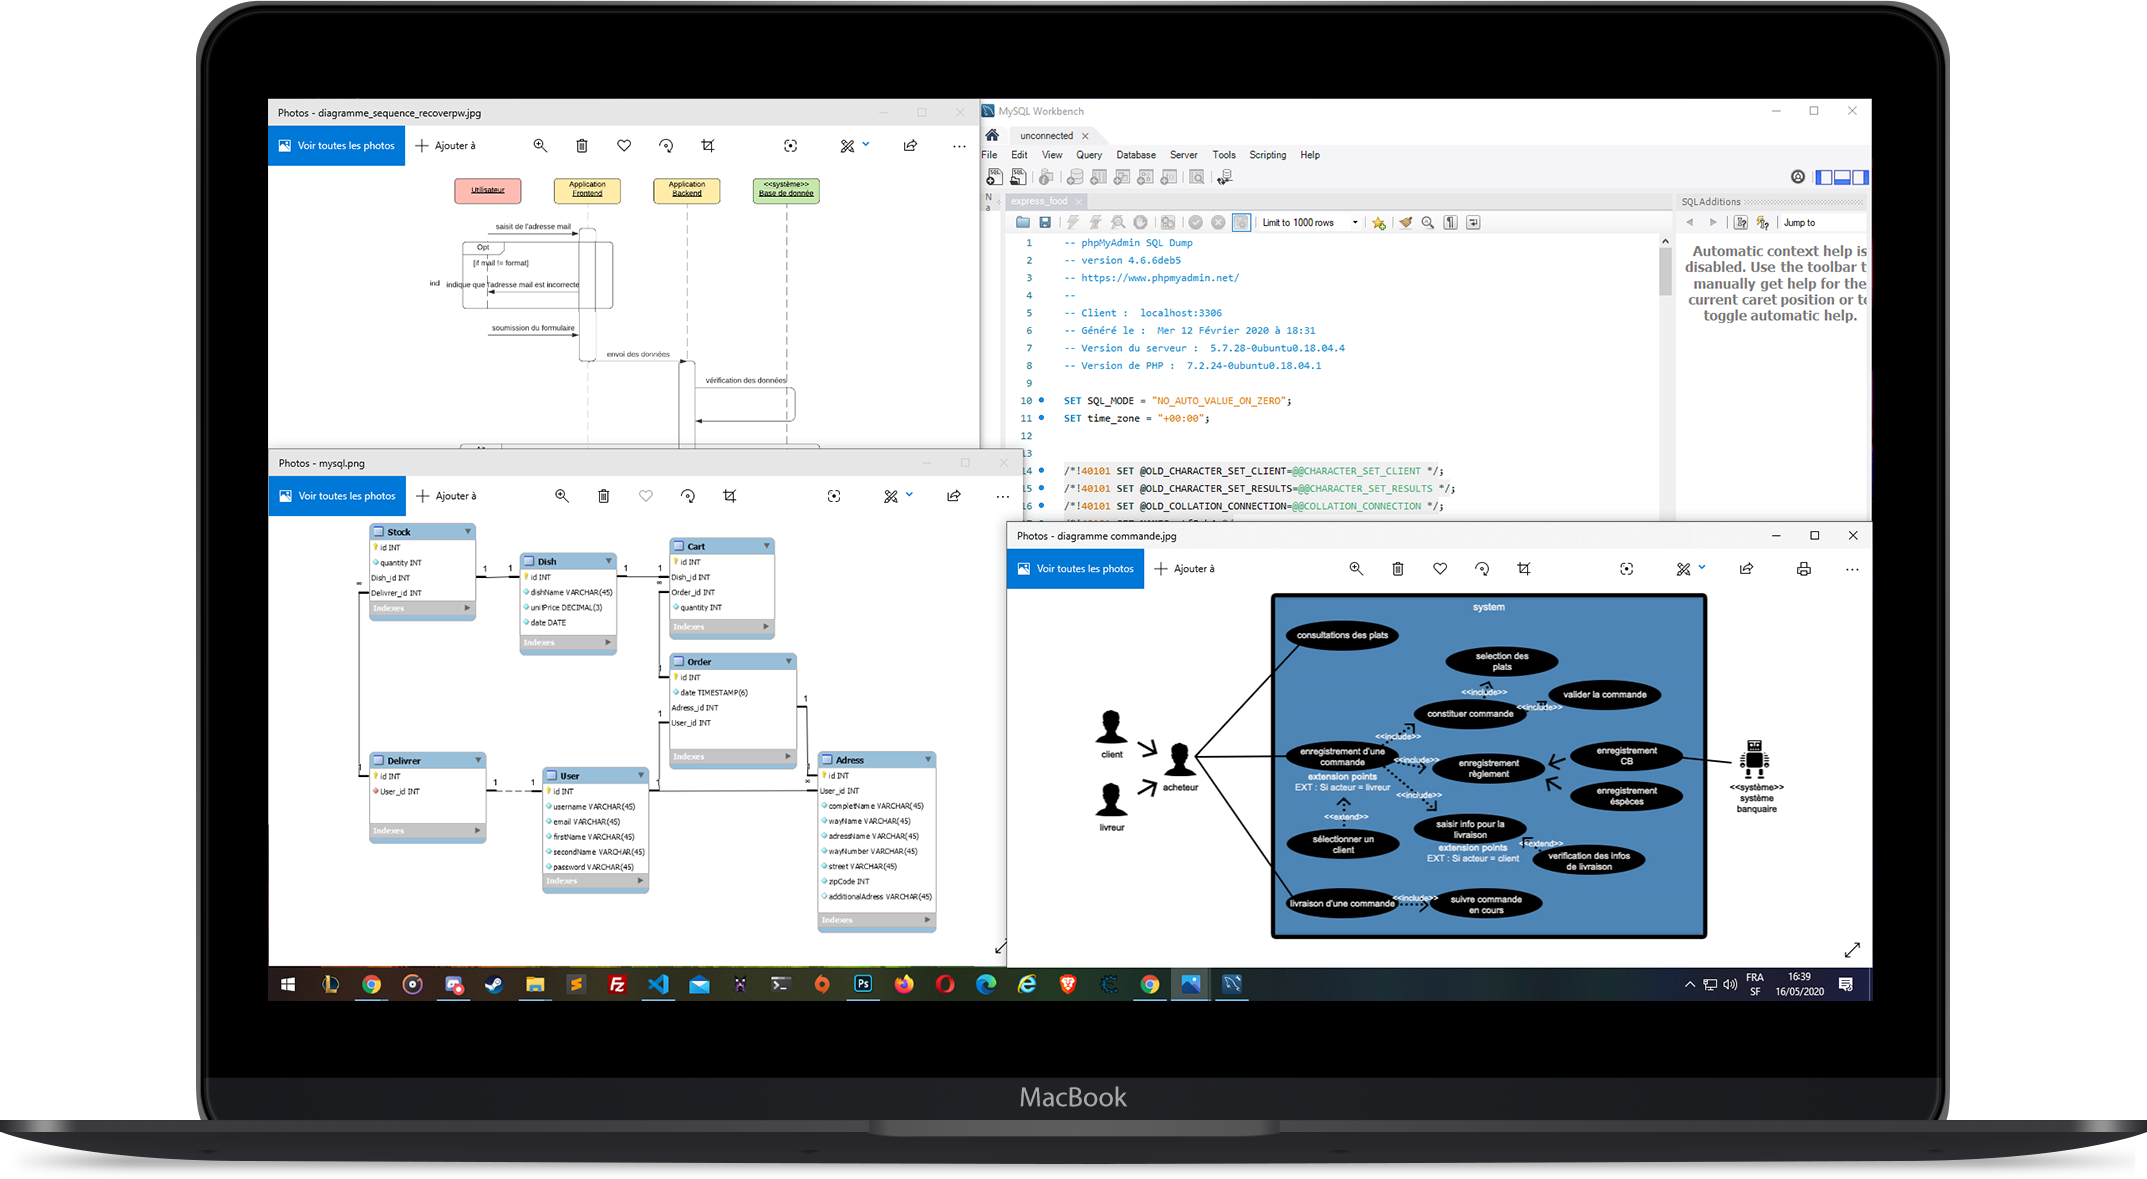 Photos - diagramme_sequence_recoverpw.jpg
Voir toutes les photos
Ajouter à
Utilisateur
Application
Frontend
Application
Backend
<<système>>
Base de donnée
saisit de l'adresse mail
Opt
[if mail != format]
ind
indique que l'adresse mail est incorrecte
soumission du formulaire
envoi des données
vérification des données
MySQL Workbench
unconnected
File Edit View Query Database Server Tools Scripting Help
N
a
express_food
Limit to 1000 rows
1 -- phpMyAdmin SQL Dump
2 -- version 4.6.6deb5
3 -- https://www.phpmyadmin.net/
4 --
5 -- Client : localhost:3306
6 -- Généré le : Mer 12 Février 2020 à 18:31
7 -- Version du serveur : 5.7.28-0ubuntu0.18.04.4
8 -- Version de PHP : 7.2.24-0ubuntu0.18.04.1
9
10 SET SQL_MODE = "NO_AUTO_VALUE_ON_ZERO";
11 SET time_zone = "+00:00";
12
13
14 /*!40101 SET @OLD_CHARACTER_SET_CLIENT=@@CHARACTER_SET_CLIENT */;
15 /*!40101 SET @OLD_CHARACTER_SET_RESULTS=@@CHARACTER_SET_RESULTS */;
16 /*!40101 SET @OLD_COLLATION_CONNECTION=@@COLLATION_CONNECTION */;
SQLAdditions
Jump to
Automatic context help is
disabled. Use the toolbar t
manually get help for the
current caret position or to
toggle automatic help.
Photos - mysql.png
Voir toutes les photos
Ajouter à
Stock
id INT
quantity INT
Dish_id INT
Delivrer_id INT
Indexes
1 1
Dish
id INT
dishName VARCHAR(45)
unitPrice DECIMAL(3)
date DATE
Indexes
1 1
∞
∞
Cart
id INT
Dish_id INT
Order_id INT
quantity INT
Indexes
1
Order
id INT
date TIMESTAMP(6)
Adress_id INT
User_id INT
Indexes
1
1
Delivrer
id INT
User_id INT
Indexes
1
1 1
User
id INT
username VARCHAR(45)
email VARCHAR(45)
firstName VARCHAR(45)
secondName VARCHAR(45)
password VARCHAR(45)
Indexes
1
1
∞
Adress
id INT
User_id INT
completName VARCHAR(45)
wayName VARCHAR(45)
adressName VARCHAR(45)
wayNumber VARCHAR(45)
street VARCHAR(45)
zipCode INT
additionalAdress VARCHAR(45)
Indexes
Photos - diagramme commande.jpg
Voir toutes les photos
Ajouter à
system
consultations des plats
selection des
plats
<<include>>
valider la commande
constituer commande
<<include>>
<<include>>
enregistrement d'une
commande
extension points
EXT : Si acteur = livreur
<<include>>
enregistrement
règlement
enregistrement
CB
enregistrement
éspèces
<<include>>
<<extend>>
sélectionner un
client
saisir info pour la
livraison
extension points
EXT : Si acteur = client
<<extend>>
verification des infos
de livraison
livraison d'une commande
<<include>>
suivre commande
en cours
client
acheteur
livreur
<<système>>
système
banquaire
FRA
SF
16:39
16/05/2020
MacBook